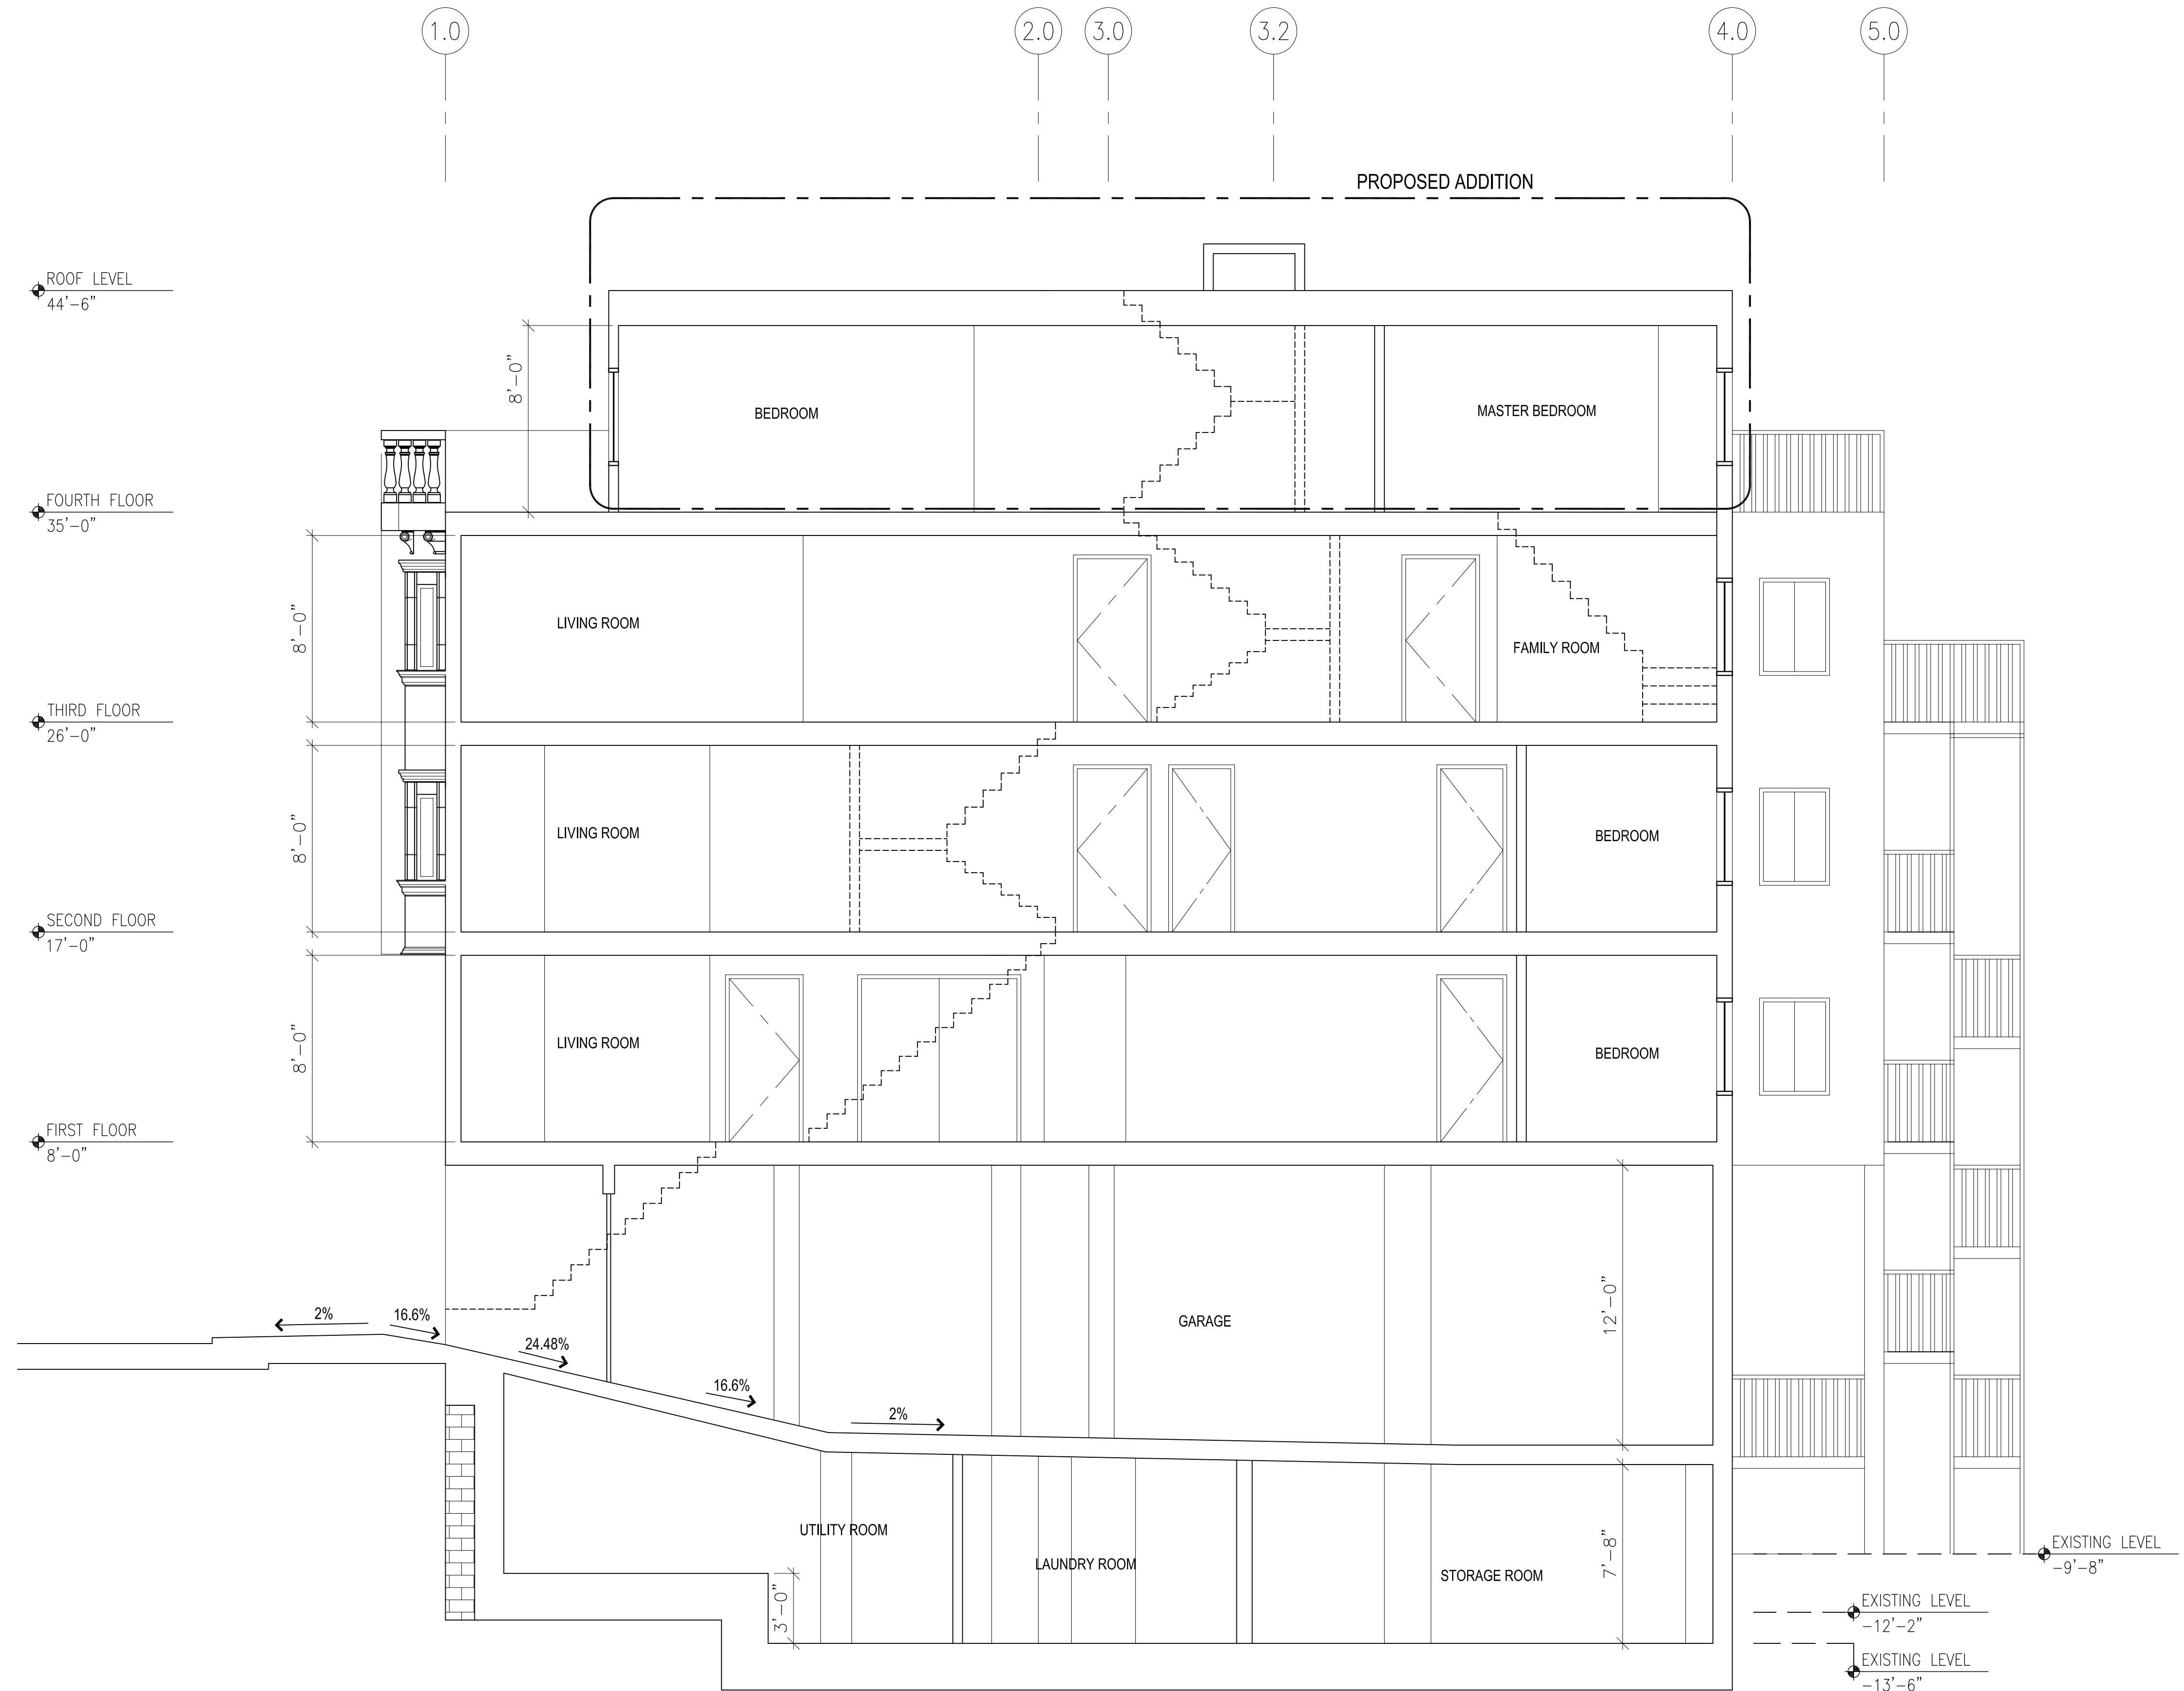 1.0
2.0
3.0
3.2
4.0
5.0
PROPOSED ADDITION
ROOF LEVEL
44'-6"
8'-0"
BEDROOM
MASTER BEDROOM
FOURTH FLOOR
35'-0"
8'-0"
LIVING ROOM
FAMILY ROOM
THIRD FLOOR
26'-0"
8'-0"
LIVING ROOM
BEDROOM
SECOND FLOOR
17'-0"
8'-0"
LIVING ROOM
BEDROOM
FIRST FLOOR
8'-0"
2%
16.6%
24.48%
16.6%
2%
GARAGE
12'-0"
UTILITY ROOM
LAUNDRY ROOM
STORAGE ROOM
7'-8"
3'-0"
EXISTING LEVEL
-9'-8"
EXISTING LEVEL
-12'-2"
EXISTING LEVEL
-13'-6"